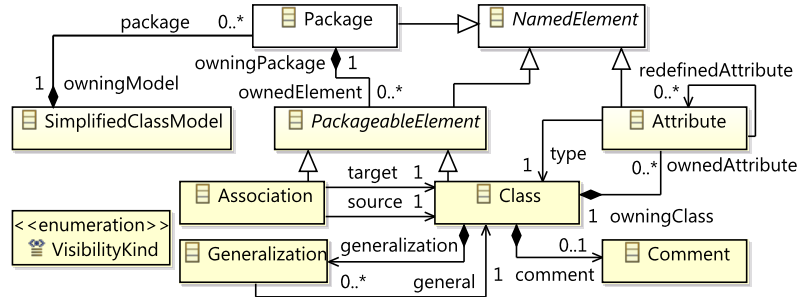 package 0..* Package NamedElement
owningPackage 1
1 owningModel redefinedAttribute
ownedElement 0..* 0..*
SimplifiedClassModel PackageableElement Attribute
type
1 0..* ownedAttribute
target 1
Association Class
source 1 1 owningClass
<<enumeration>>
VisibilityKind
generalization 0..1
Generalization Comment
0..* general 1 comment